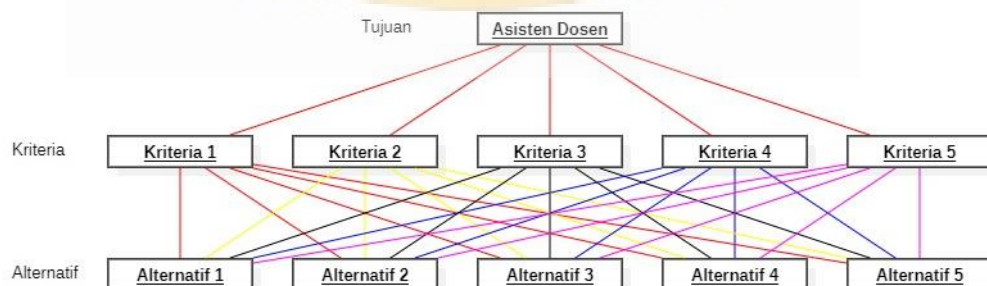 Tujuan Asisten Dosen
Kriteria Kriteria 1 Kriteria 2 Kriteria 3 Kriteria 4 Kriteria 5
Alternatif Alternatif 1 Alternatif 2 Alternatif 3 Alternatif 4 Alternatif 5